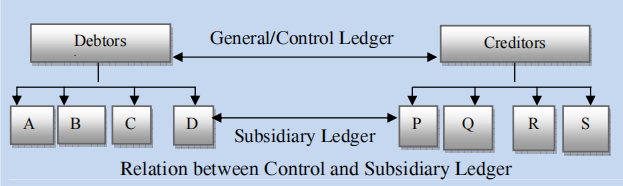 Debtors
General/Control Ledger
Creditors
A
B
C
D
Subsidiary Ledger
P
Q
R
S
Relation between Control and Subsidiary Ledger